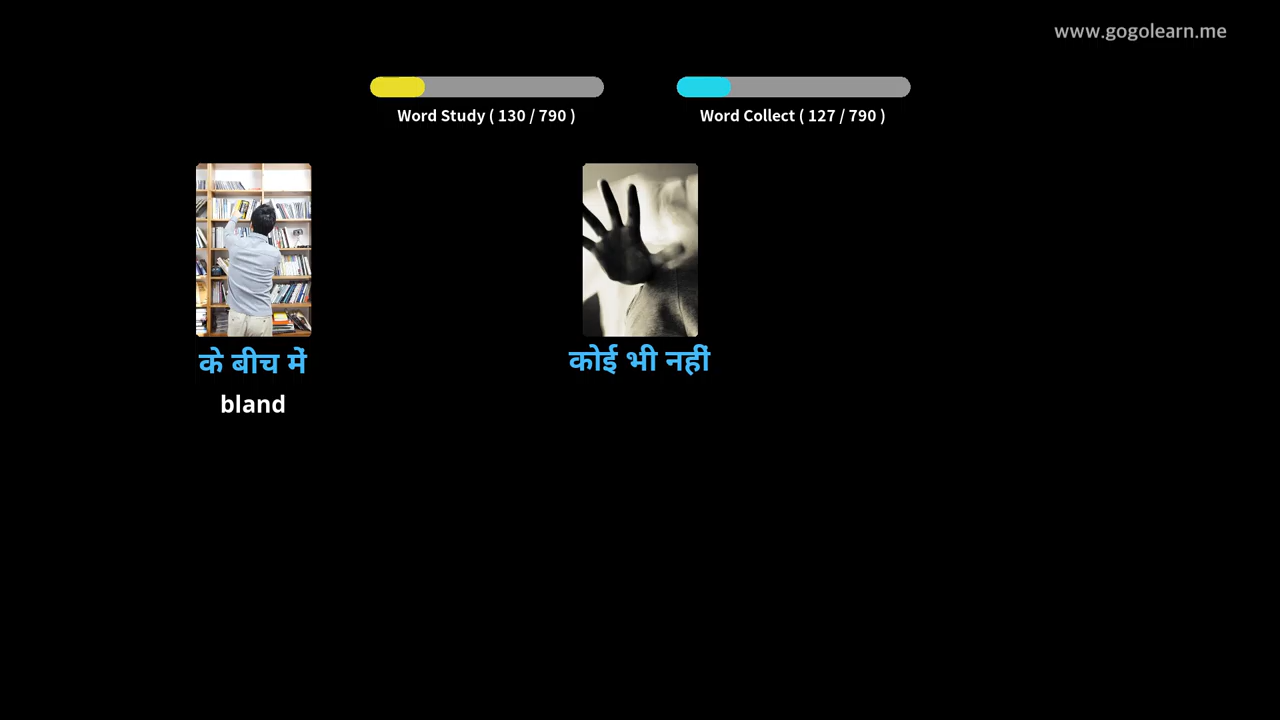 www.gogolearn.me
Word Study ( 130 / 790 )
Word Collect ( 127 / 790 )
के बीच में
कोई भी नहीं
bland